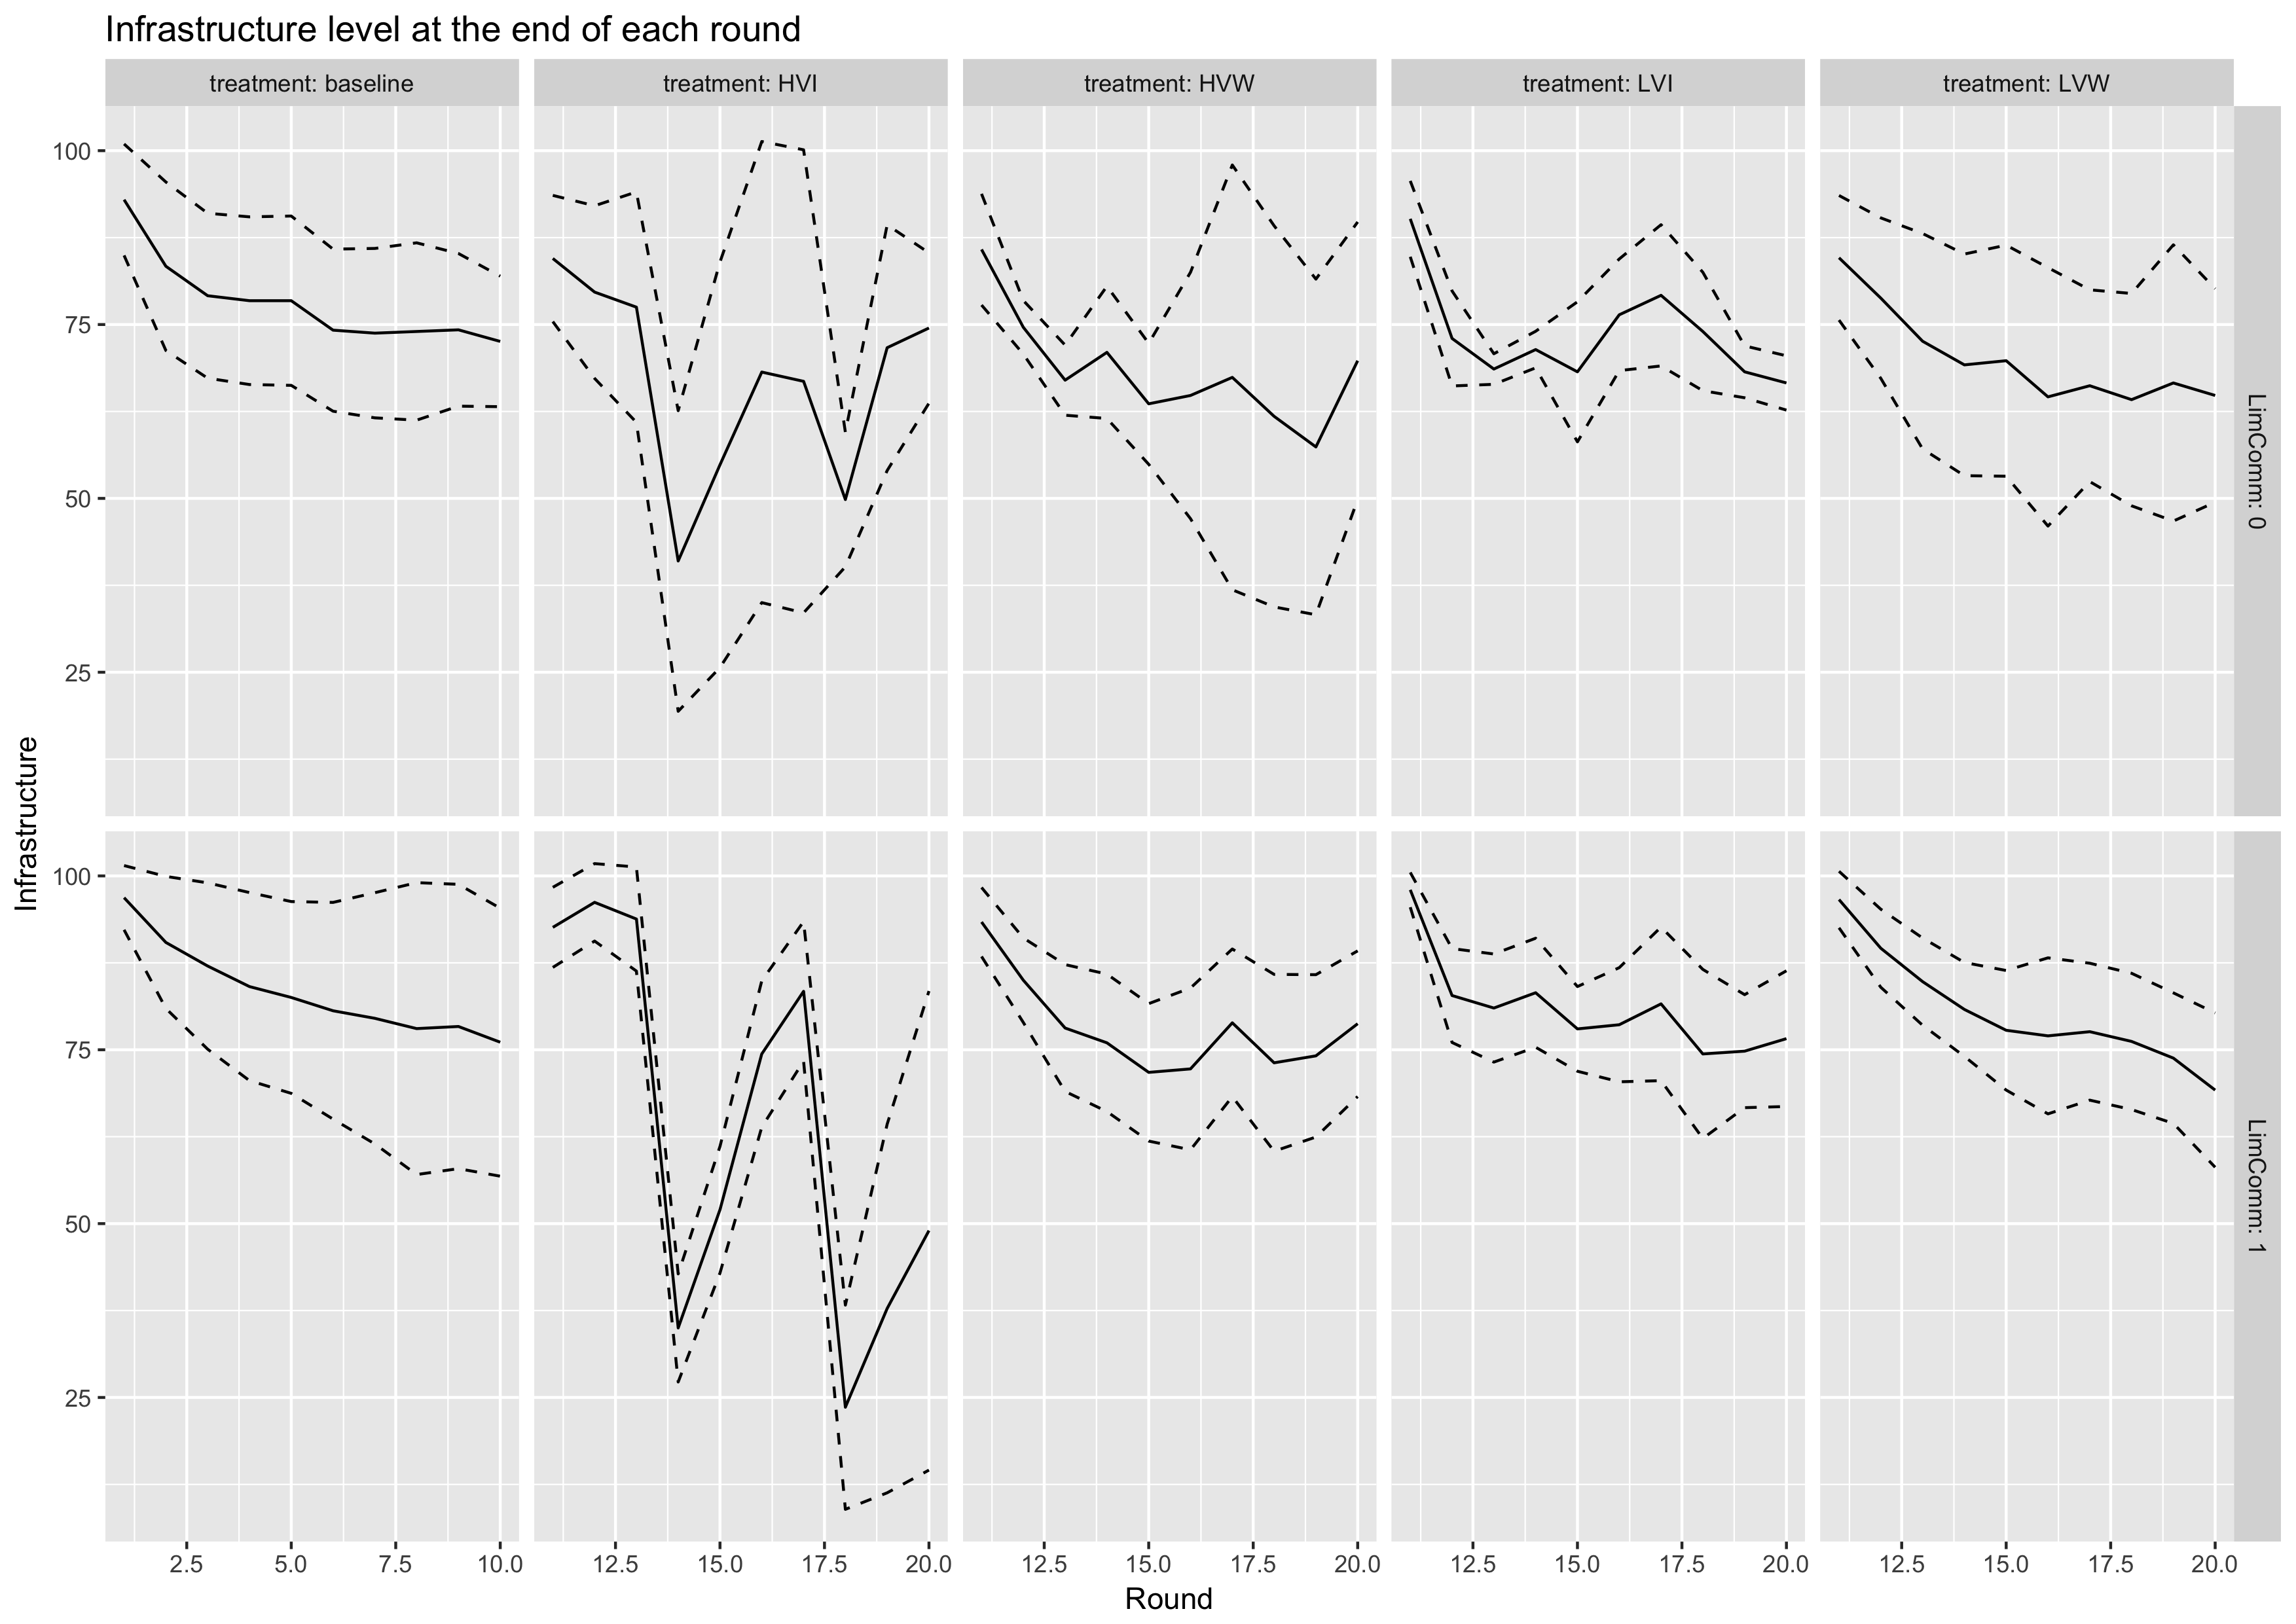 Infrastructure level at the end of each round
treatment: baseline
treatment: HVI
treatment: HVW
treatment: LVI
treatment: LVW
100
75
50
25
LimComm: 0
Infrastructure
100
75
50
25
LimComm: 1
2.5 5.0 7.5 10.0
12.5 15.0 17.5 20.0
12.5 15.0 17.5 20.0
12.5 15.0 17.5 20.0
12.5 15.0 17.5 20.0
Round